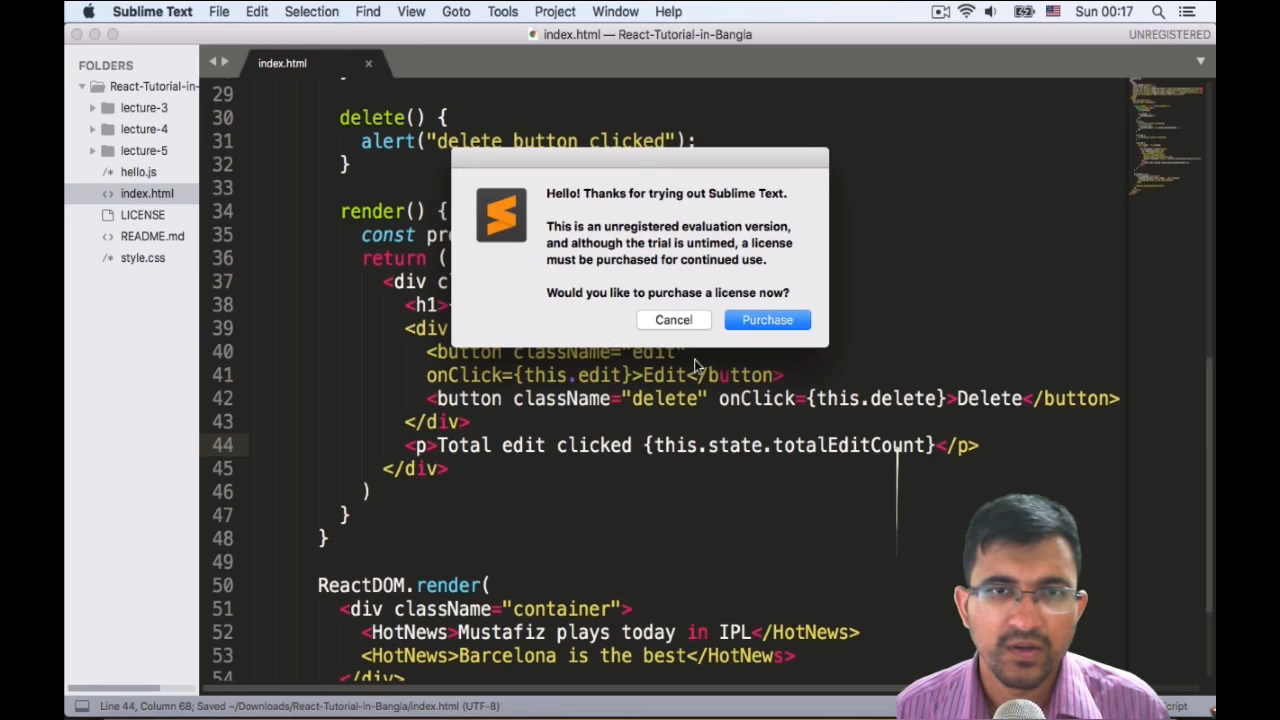 Sublime Text File Edit Selection Find View Goto Tools Project Window Help Sun 00:17
index.html — React-Tutorial-in-Bangla
UNREGISTERED
FOLDERS
React-Tutorial-in-
lecture-3
lecture-4
lecture-5
/* hello.js
<> index.html
LICENSE
README.md
/* style.css
index.html
29
30 delete() {
31 alert("delete button clicked");
32 }
33
34 render() {
35 const
36 return (
37 <div
38 <h1>
39 <div
40 <button className="edit"
41 onClick={this.edit}>Edit</button>
42 <button className="delete" onClick={this.delete}>Delete</button>
43 </div>
44 <p>Total edit clicked {this.state.totalEditCount}</p>
45 </div>
46 )
47 }
48 }
49
50 ReactDOM.render(
51 <div className="container">
52 <HotNews>Mustafiz plays today in IPL</HotNews>
53 <HotNews>Barcelona is the best</HotNews>
54 </div>
Hello! Thanks for trying out Sublime Text.
This is an unregistered evaluation version,
and although the trial is untimed, a license
must be purchased for continued use.
Would you like to purchase a license now?
Cancel Purchase
Line 44, Column 68; Saved ~/Downloads/React-Tutorial-in-Bangla/index.html (UTF-8)